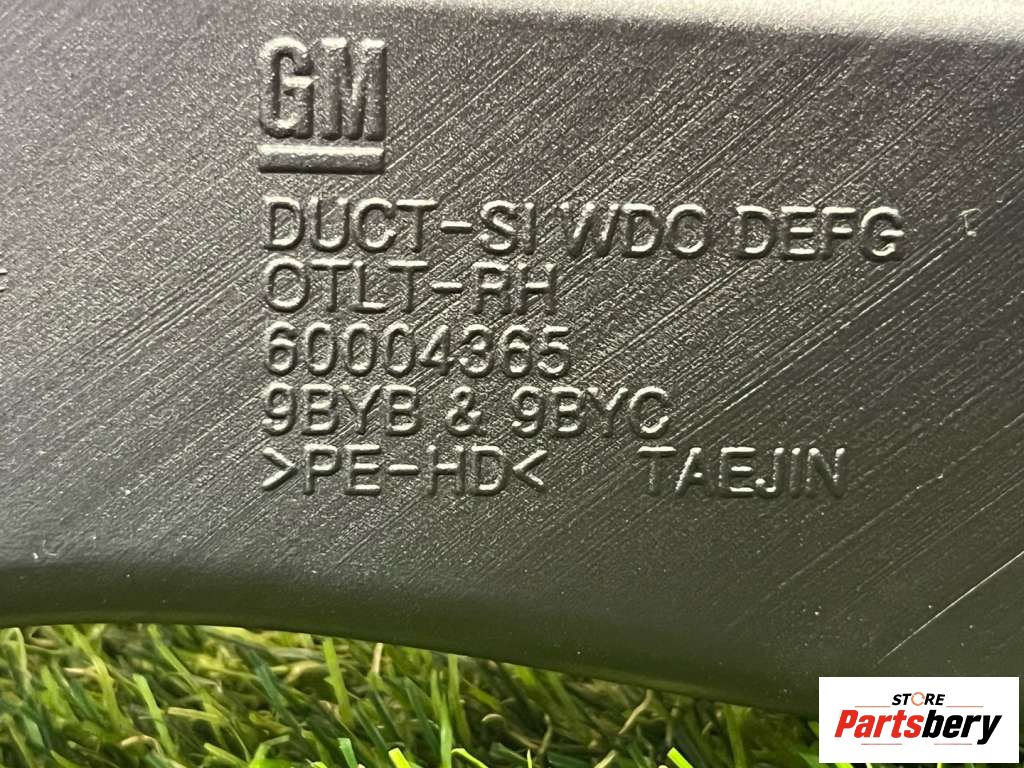 GM
DUCT-SI WDO DEFG
OTLT-RH
60004365
9BYB & 9BYC
>PE-HD< TAEJIN
STORE
Partsbery